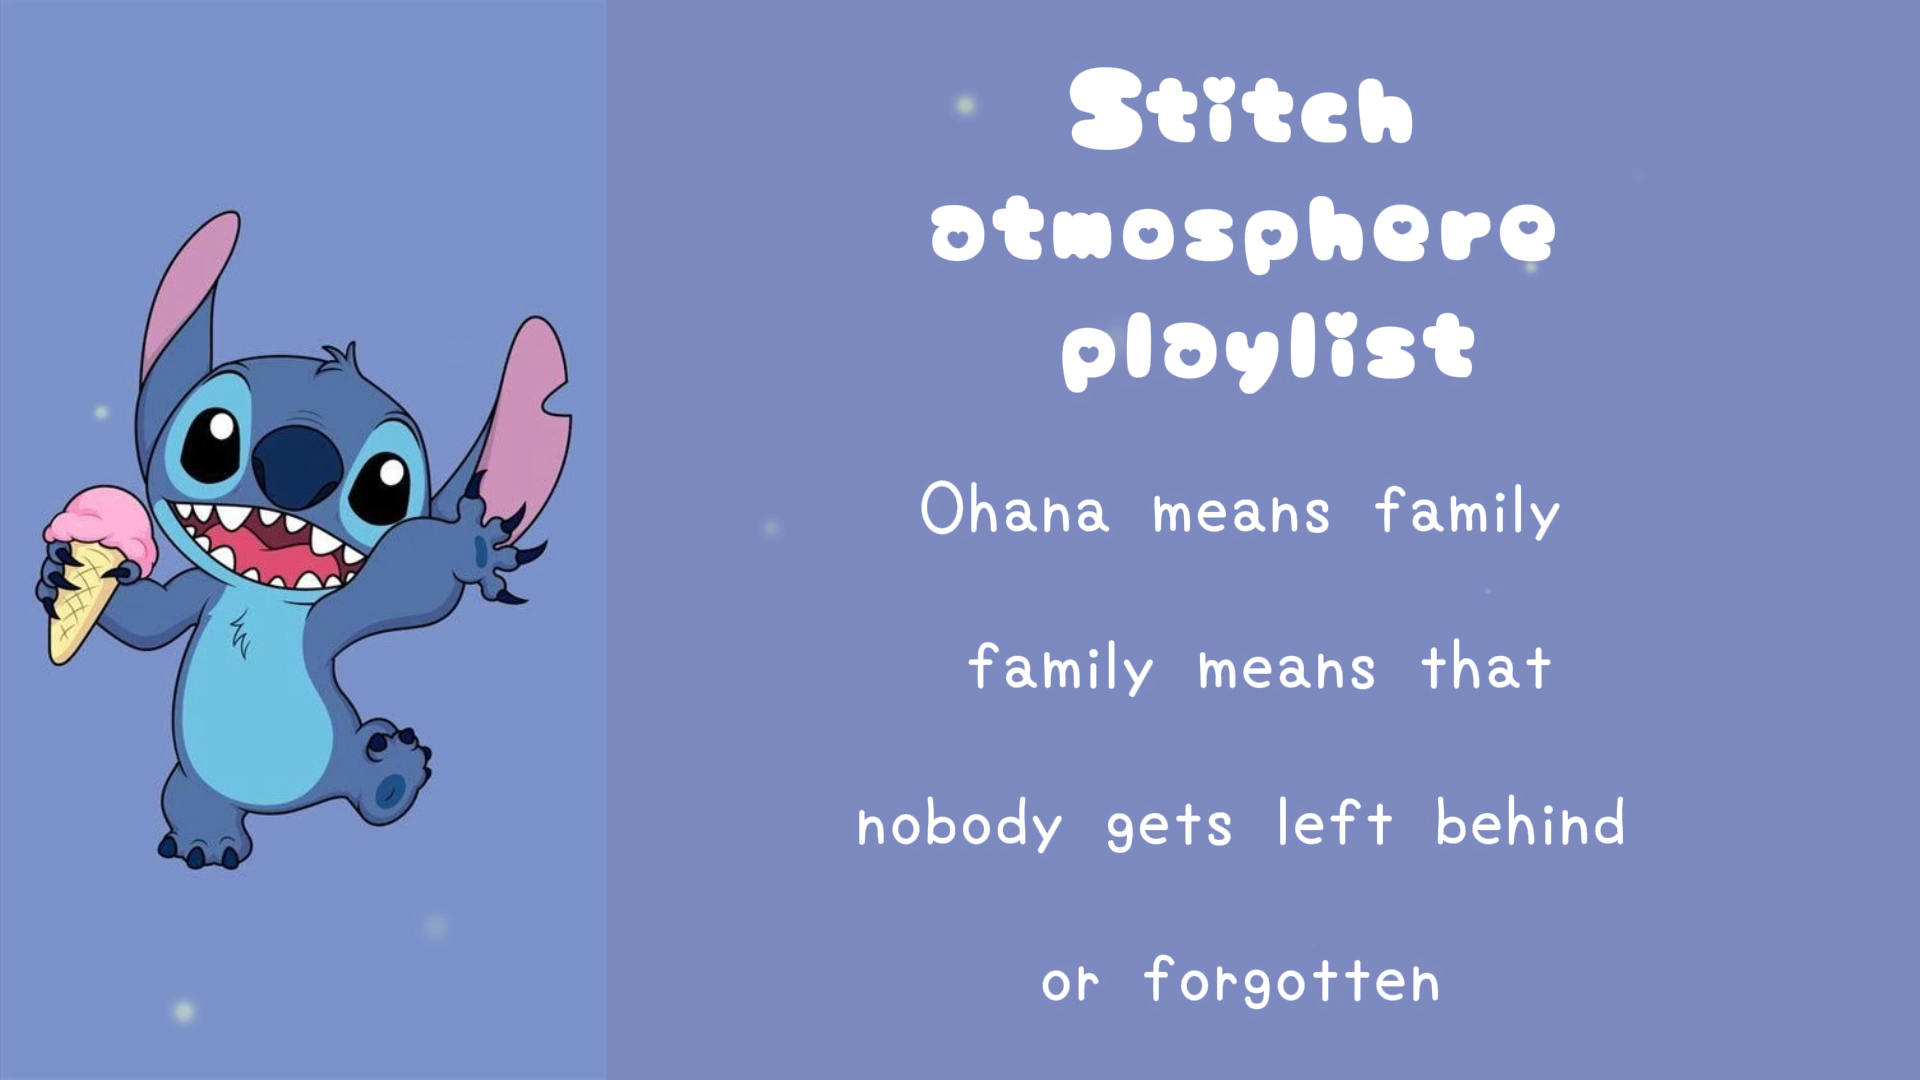 Stitch
atmosphere
playlist
Ohana means family
family means that
nobody gets left behind
or forgotten